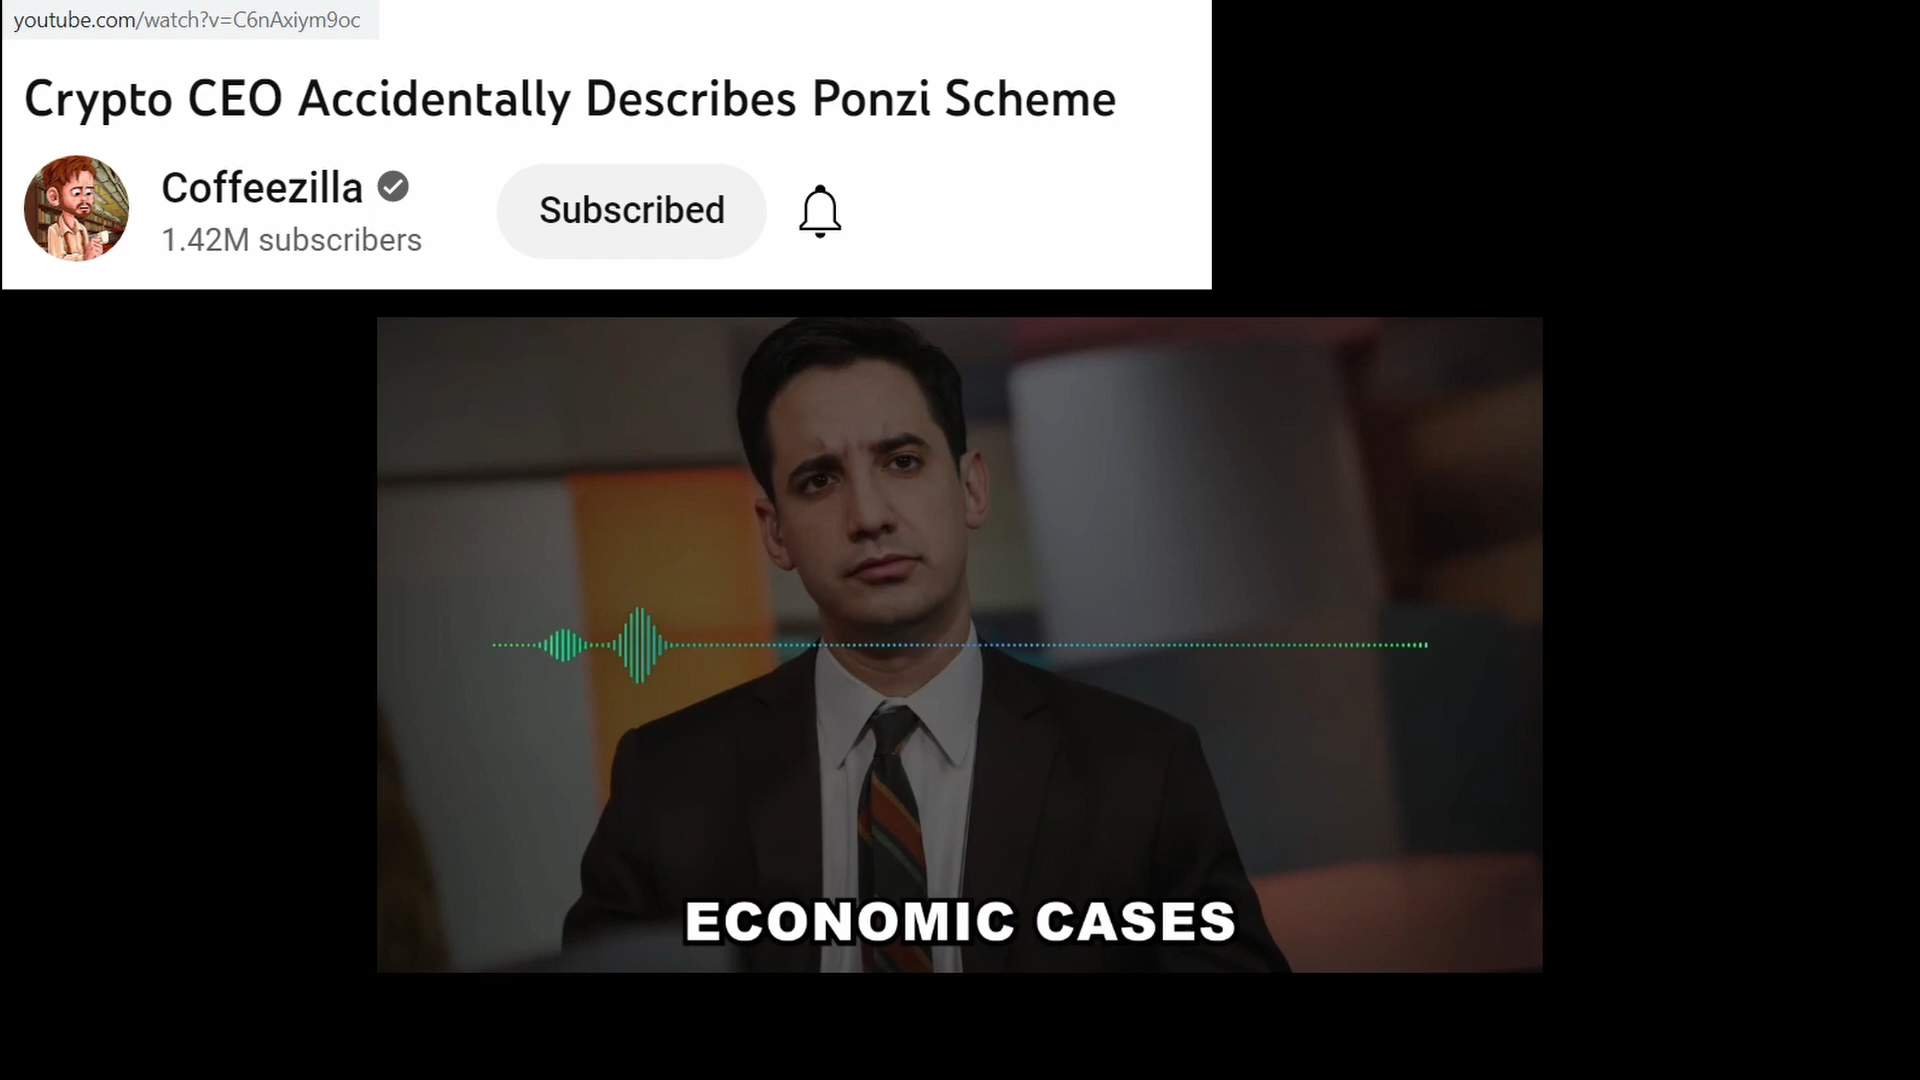 youtube.com/watch?v=C6nAxiym9oc
Crypto CEO Accidentally Describes Ponzi Scheme
Coffeezilla
Subscribed
1.42M subscribers
ECONOMIC CASES